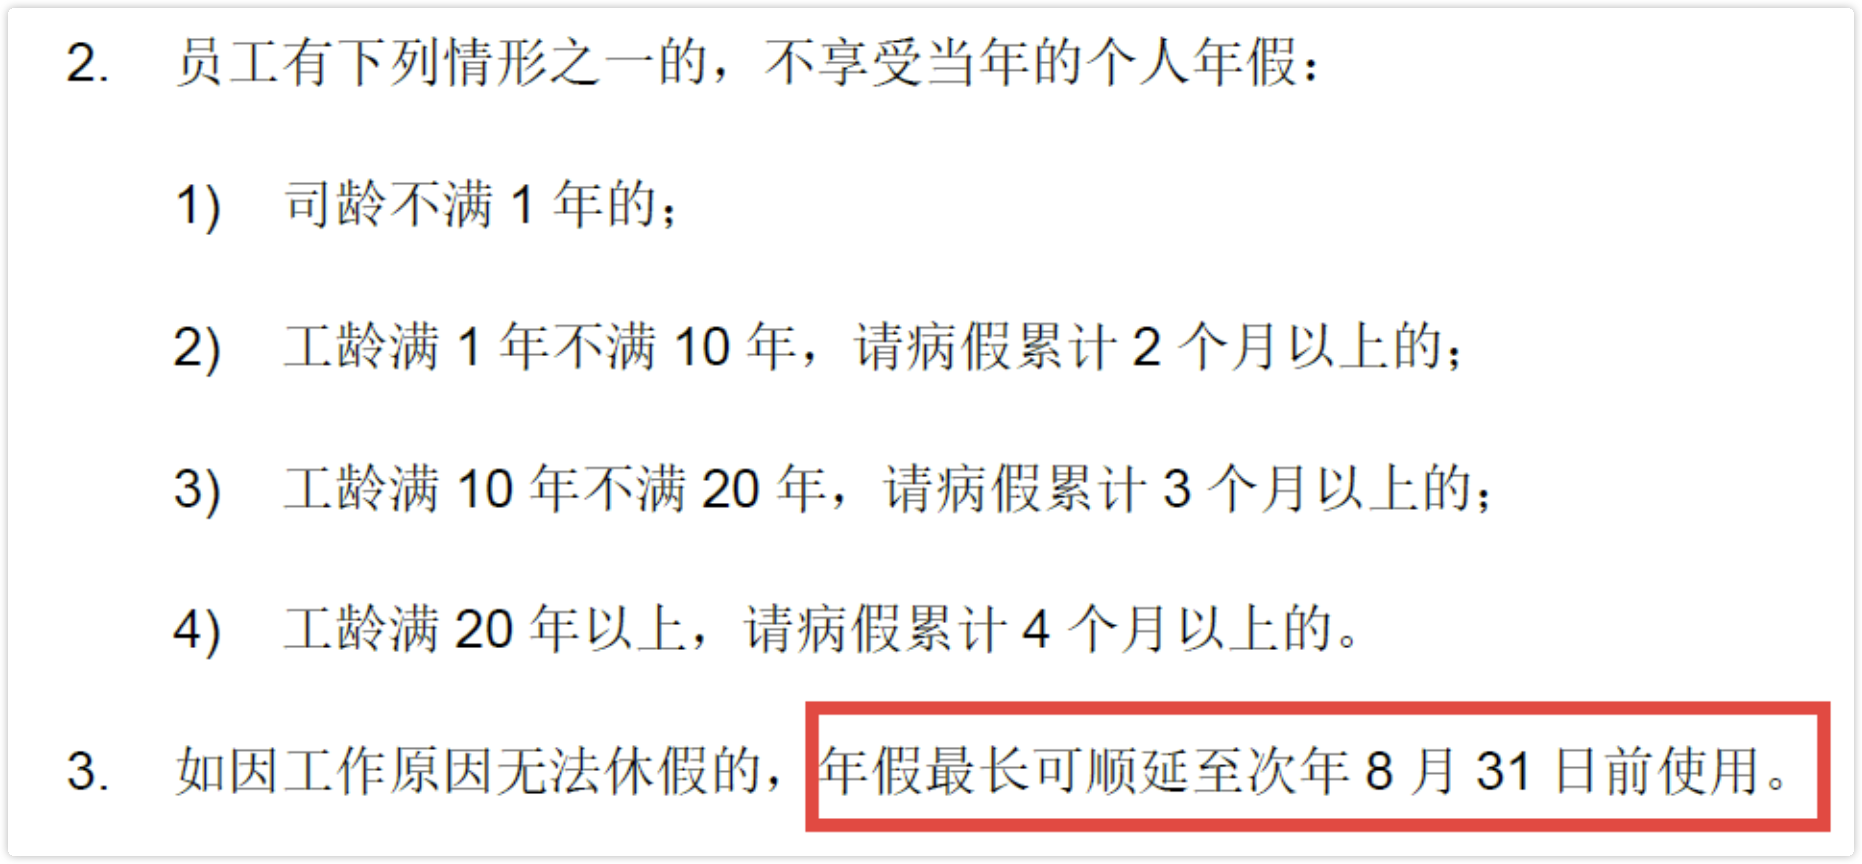 2. 员工有下列情形之一的，不享受当年的个人年假：
1) 司龄不满 1 年的；
2) 工龄满 1 年不满 10 年，请病假累计 2 个月以上的；
3) 工龄满 10 年不满 20 年，请病假累计 3 个月以上的；
4) 工龄满 20 年以上，请病假累计 4 个月以上的。
3. 如因工作原因无法休假的，年假最长可顺延至次年 8 月 31 日前使用。